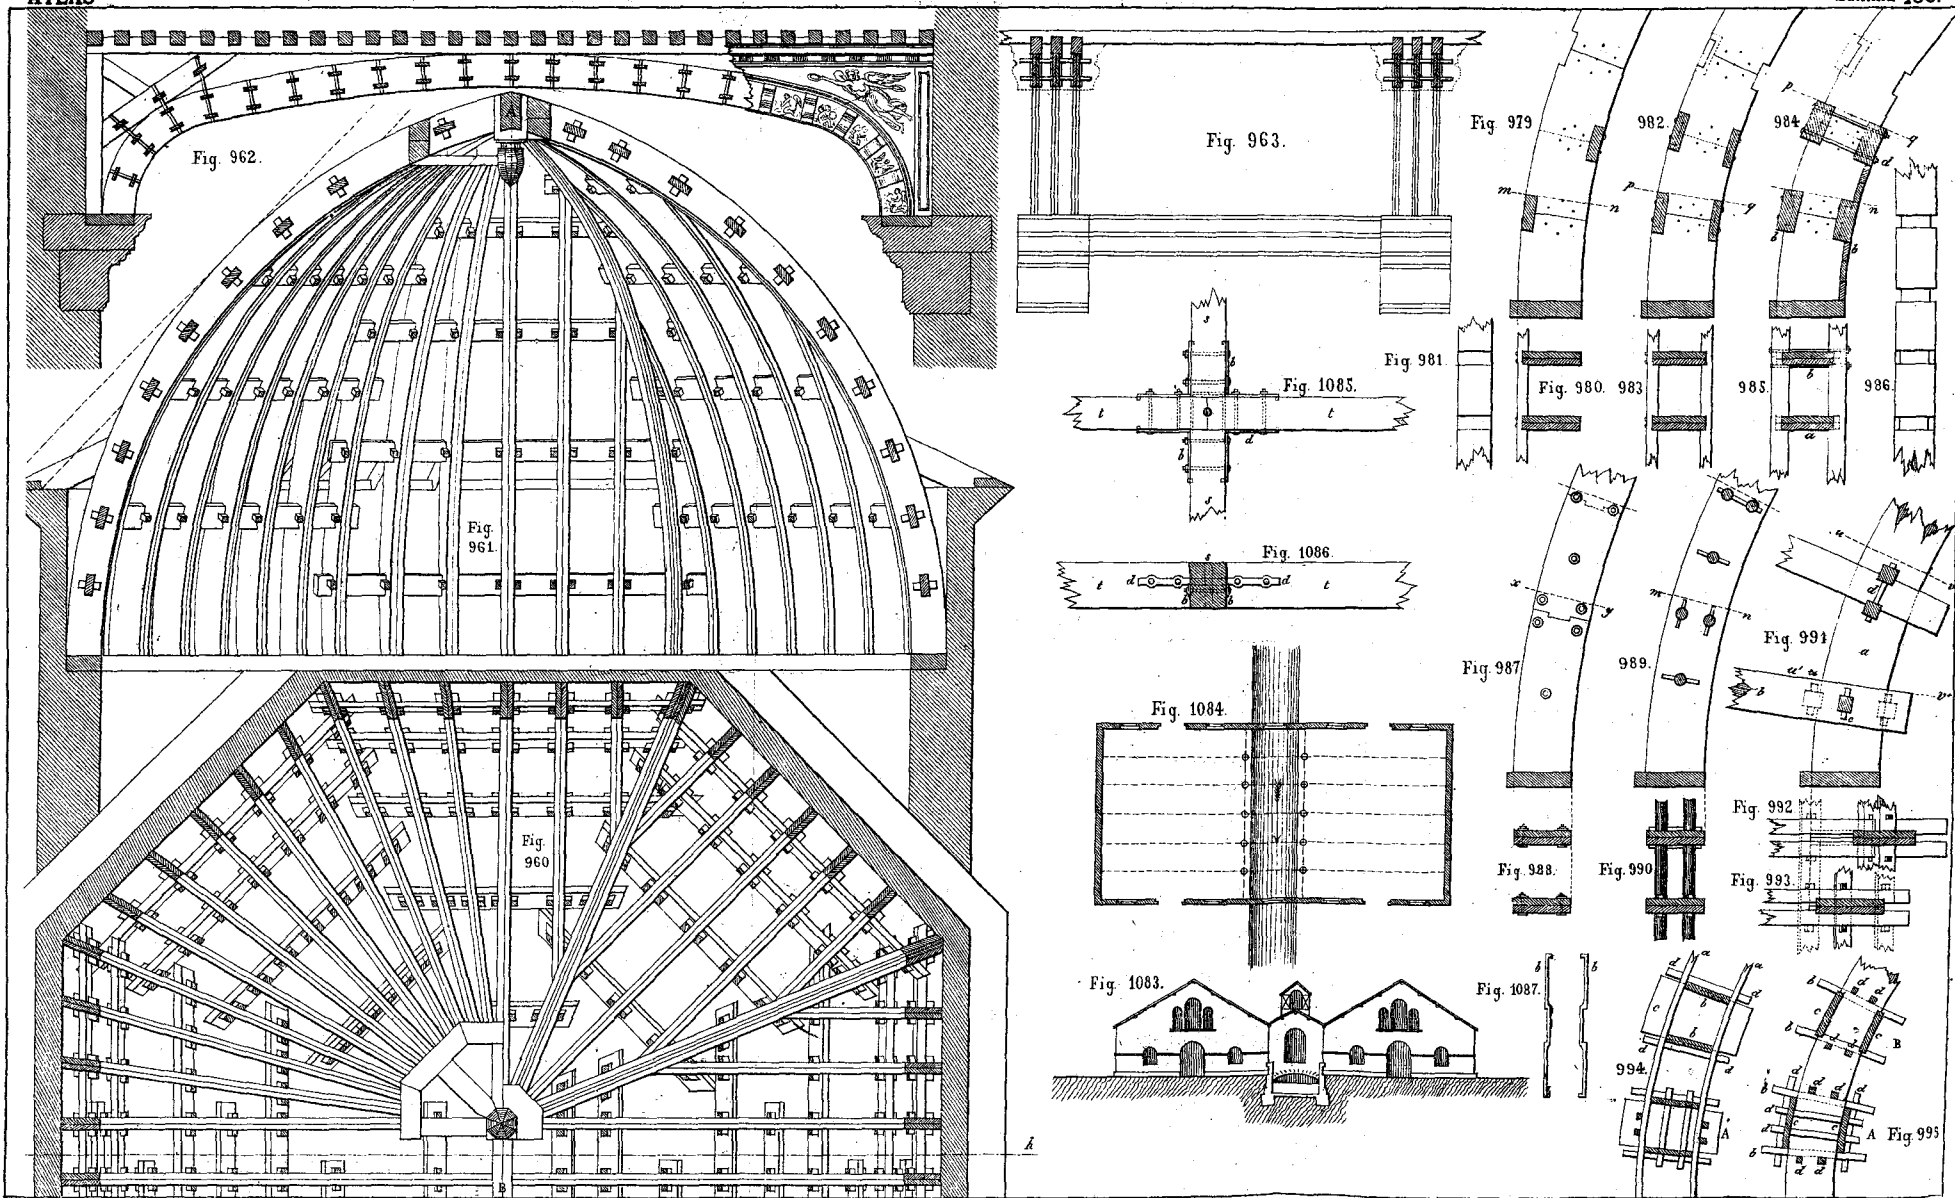 ATLAS
Fig. 962.
A
Fig. 963.
Fig. 979
982.
984.
p
q
d
m
n
p
q
n
b
b
s
b
Fig. 1085.
t
t
d
b
s
Fig. 981.
Fig. 980.
983
985.
b
a
986.
Fig.
961.
s
Fig. 1086.
t
d
d
t
b
b
x
y
Fig. 987
m
n
989.
u
v
d
Fig. 991
a
u' u
b
c
v
Fig. 1084.
Fig.
960
Fig. 988.
Fig. 990
Fig. 992
Fig. 993.
Fig. 1083.
Fig. 1087.
b
b
a
a
d
d
c
b
b
d
d
994.
A
b
d
d
c
c
b
d
d
B
b
d
d
d
d
d
c
c
b
d
d
A
Fig. 995
h
B